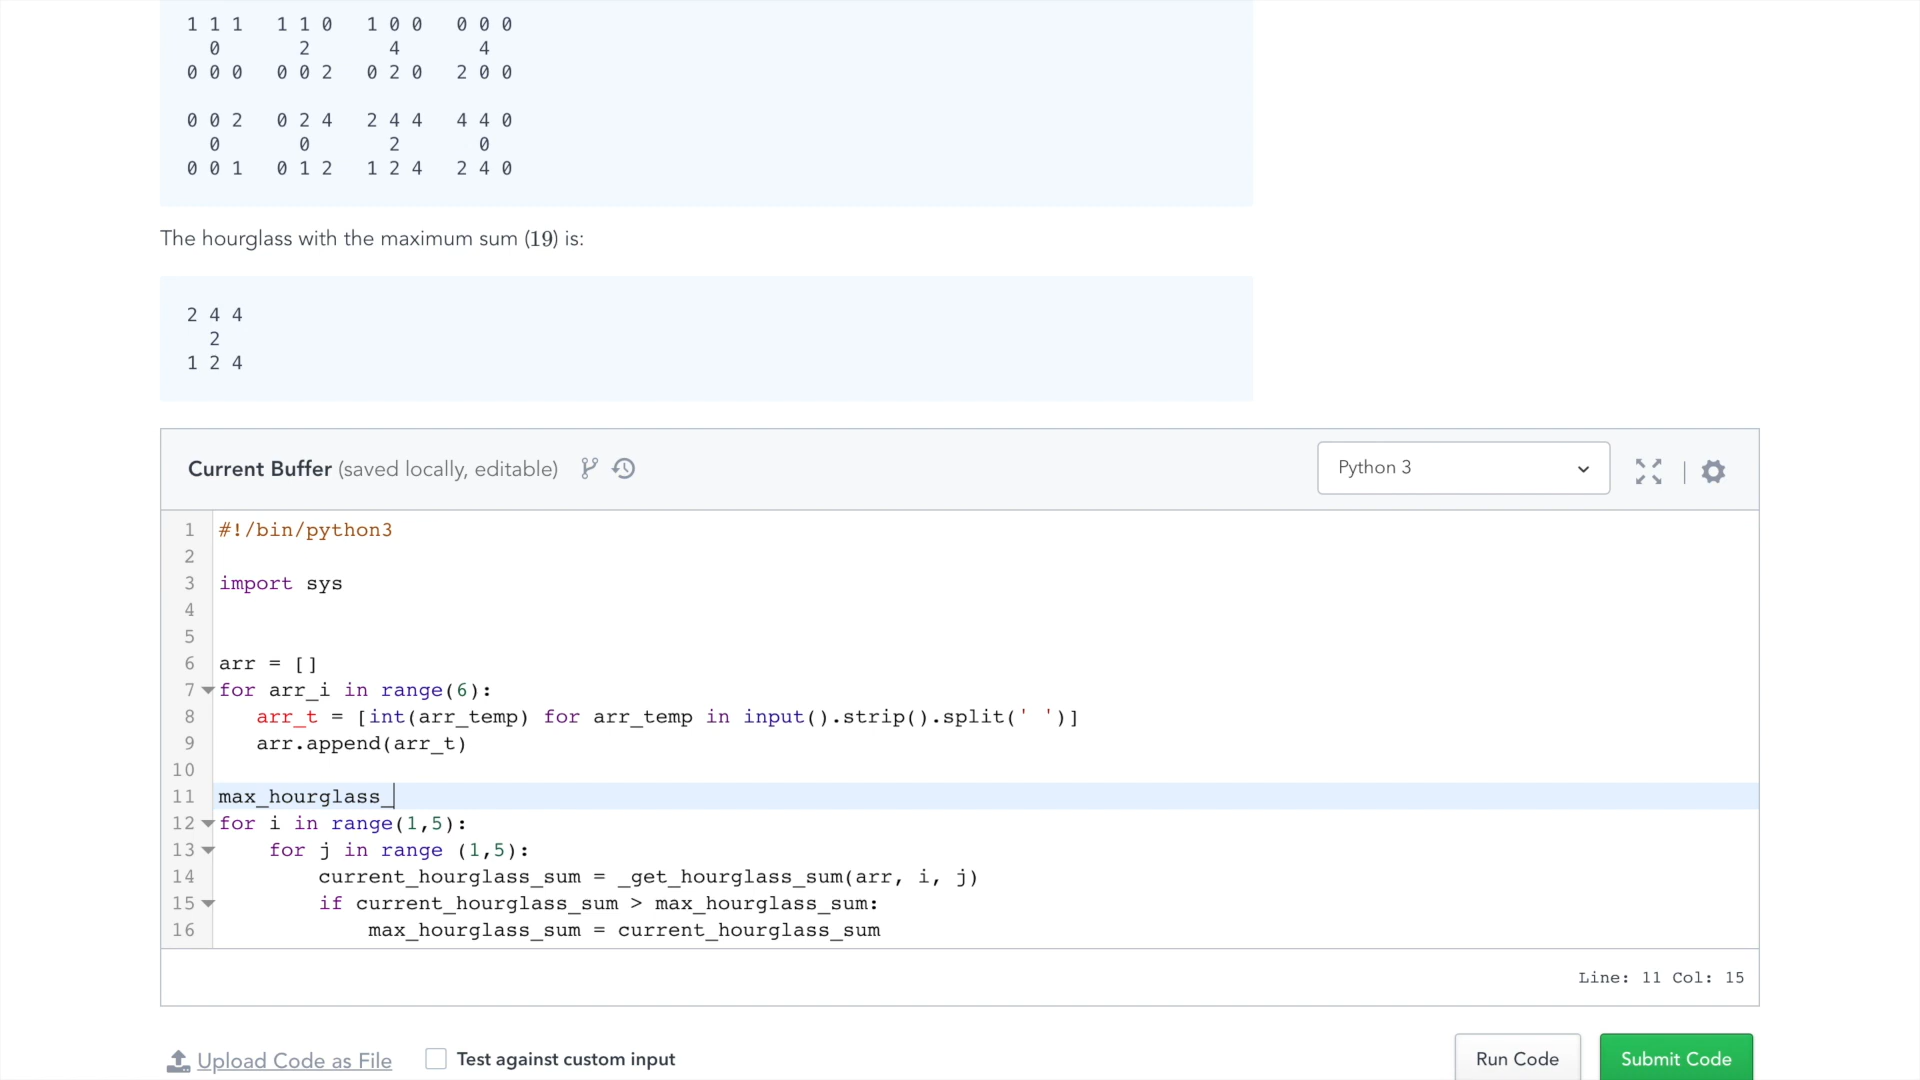 1 1 1   1 1 0   1 0 0   0 0 0
  0       2       4       4
0 0 0   0 0 2   0 2 0   2 0 0
0 0 2   0 2 4   2 4 4   4 4 0
  0       0       2       0
0 0 1   0 1 2   1 2 4   2 4 0
The hourglass with the maximum sum (19) is:
2 4 4
  2
1 2 4
Current Buffer (saved locally, editable)
Python 3
1 #!/bin/python3
2
3 import sys
4
5
6 arr = []
7 for arr_i in range(6):
8    arr_t = [int(arr_temp) for arr_temp in input().strip().split(' ')]
9    arr.append(arr_t)
10
11 max_hourglass_
12 for i in range(1,5):
13     for j in range (1,5):
14         current_hourglass_sum = _get_hourglass_sum(arr, i, j)
15         if current_hourglass_sum > max_hourglass_sum:
16             max_hourglass_sum = current_hourglass_sum
Line: 11 Col: 15
Upload Code as File
Test against custom input
Run Code
Submit Code